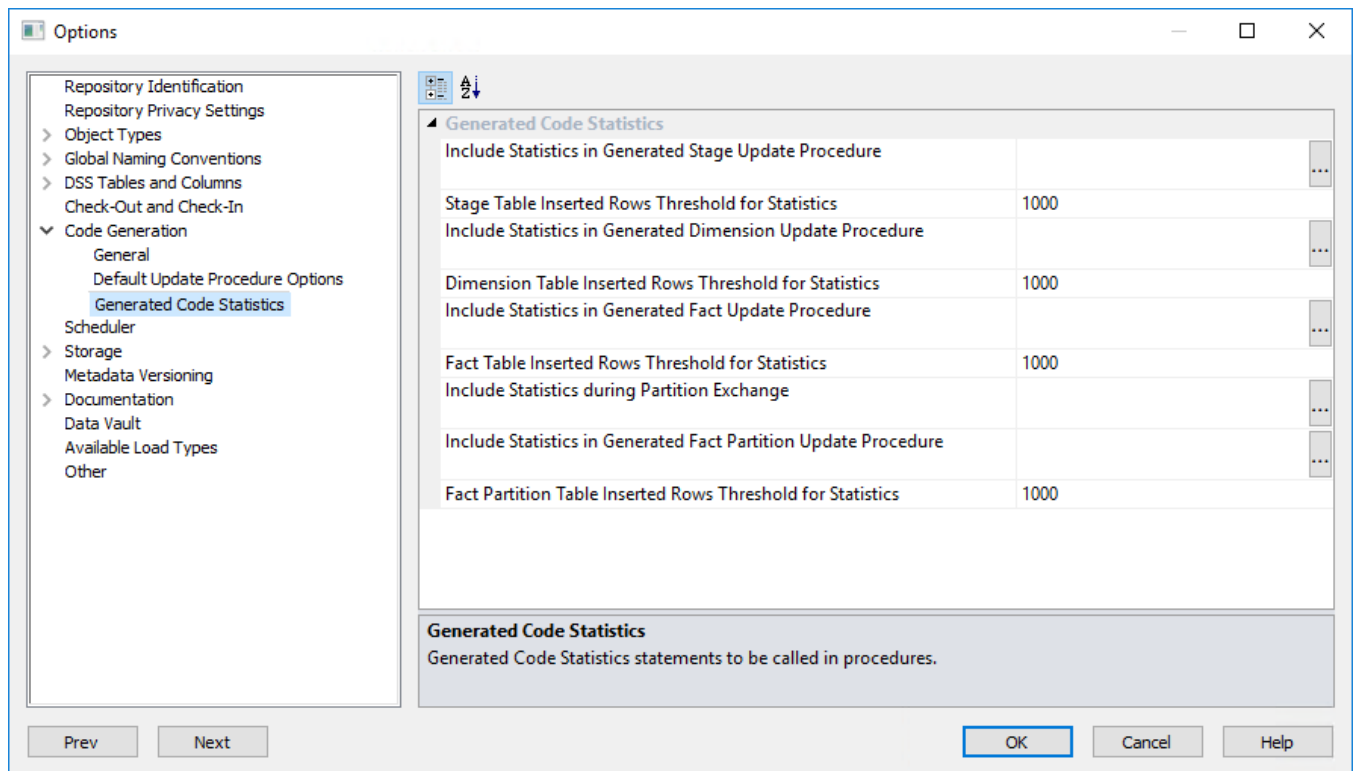 Options
Repository Identification
Repository Privacy Settings
Object Types
Global Naming Conventions
DSS Tables and Columns
Check-Out and Check-In
Code Generation
General
Default Update Procedure Options
Generated Code Statistics
Scheduler
Storage
Metadata Versioning
Documentation
Data Vault
Available Load Types
Other
Generated Code Statistics
Include Statistics in Generated Stage Update Procedure ...
Stage Table Inserted Rows Threshold for Statistics 1000
Include Statistics in Generated Dimension Update Procedure ...
Dimension Table Inserted Rows Threshold for Statistics 1000
Include Statistics in Generated Fact Update Procedure ...
Fact Table Inserted Rows Threshold for Statistics 1000
Include Statistics during Partition Exchange ...
Include Statistics in Generated Fact Partition Update Procedure ...
Fact Partition Table Inserted Rows Threshold for Statistics 1000
Generated Code Statistics
Generated Code Statistics statements to be called in procedures.
Prev Next OK Cancel Help